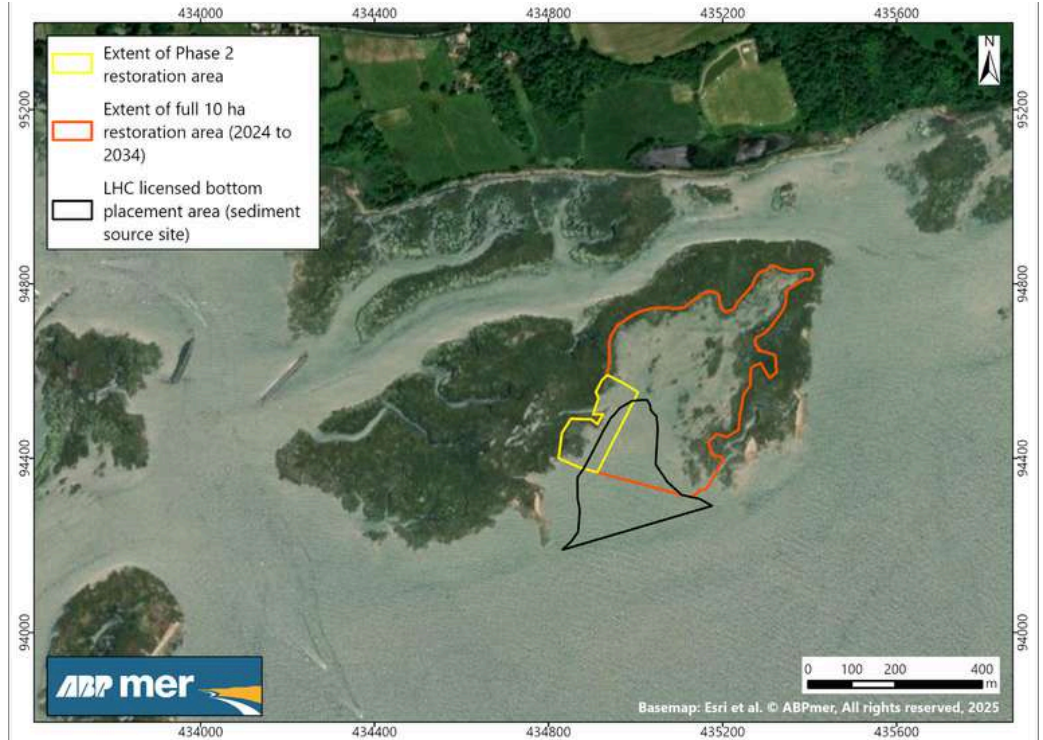 434000 434400 434800 435200 435600
Extent of Phase 2
restoration area
Extent of full 10 ha
restoration area (2024 to
2034)
LHC licensed bottom
placement area (sediment
source site)
N
95200 95200
94800 94800
94400 94400
94000 94000
ABPmer
0 100 200 400
m
Basemap: Esri et al. © ABPmer, All rights reserved, 2025
434000 434400 434800 435200 435600